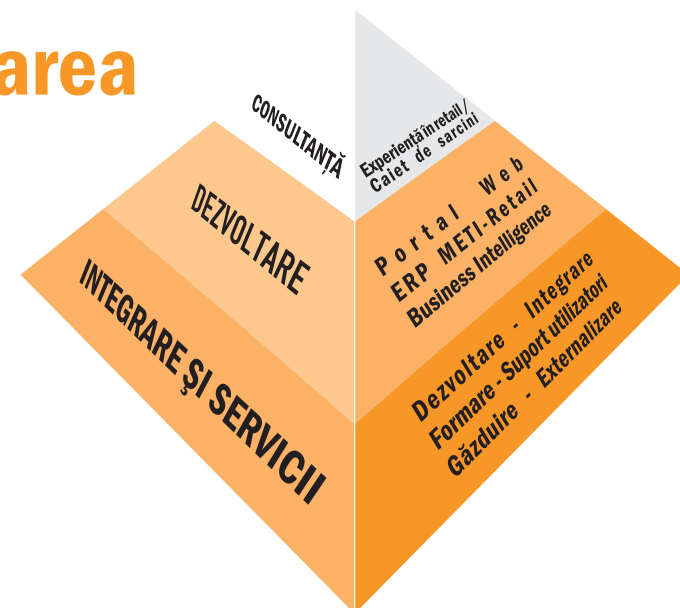 area
CONSULTANȚĂ
Experiență în retail /
Caiet de sarcini
DEZVOLTARE
Portal Web
ERP METI-Retail
Business Intelligence
INTEGRARE ŞI SERVICII
Dezvoltare - Integrare
Formare - Suport utilizatori
Găzduire - Externalizare